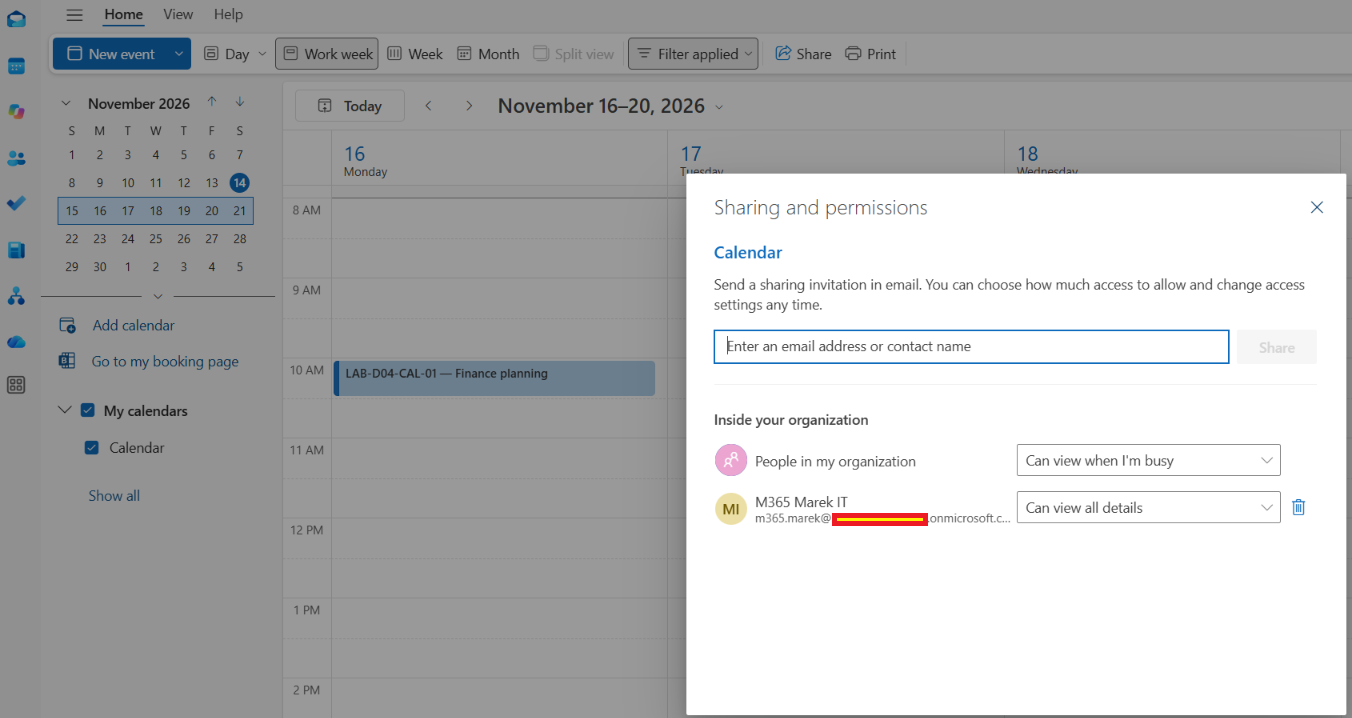 Home View Help
New event Day Work week Week Month Split view Filter applied Share Print
November 2026
S M T W T F S
1 2 3 4 5 6 7
8 9 10 11 12 13 14
15 16 17 18 19 20 21
22 23 24 25 26 27 28
29 30 1 2 3 4 5
Add calendar
Go to my booking page
My calendars
Calendar
Show all
Today November 16–20, 2026
16 17 18
Monday Tuesday Wednesday
8 AM
9 AM
10 AM
LAB-D04-CAL-01 — Finance planning
11 AM
12 PM
1 PM
2 PM
Sharing and permissions
Calendar
Send a sharing invitation in email. You can choose how much access to allow and change access
settings any time.
Enter an email address or contact name Share
Inside your organization
People in my organization Can view when I'm busy
MI M365 Marek IT Can view all details
m365.marek@ .onmicrosoft.c...